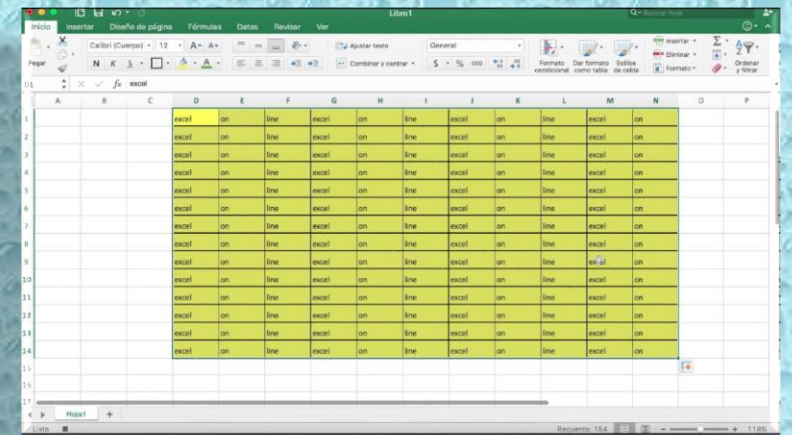 Libro1
Buscar hoja
Inicio Insertar Diseño de página Fórmulas Datos Revisar Ver
Pegar
Calibri (Cuerpo) 12 A+ A-
N K S A
Ajustar texto
Combinar y centrar
General
$ % 000
Formato condicional
Dar formato como tabla
Estilos de celda
Insertar
Eliminar
Formato
Ordenar y filtrar
D1 fx excel
A B C D E F G H I J K L M N O P
1 excel on line excel on line excel on line excel on
2 excel on line excel on line excel on line excel on
3 excel on line excel on line excel on line excel on
4 excel on line excel on line excel on line excel on
5 excel on line excel on line excel on line excel on
6 excel on line excel on line excel on line excel on
7 excel on line excel on line excel on line excel on
8 excel on line excel on line excel on line excel on
9 excel on line excel on line excel on line excel on
10 excel on line excel on line excel on line excel on
11 excel on line excel on line excel on line excel on
12 excel on line excel on line excel on line excel on
13 excel on line excel on line excel on line excel on
14 excel on line excel on line excel on line excel on
15
16
17
Hoja1 +
Listo Recuento: 154 118%